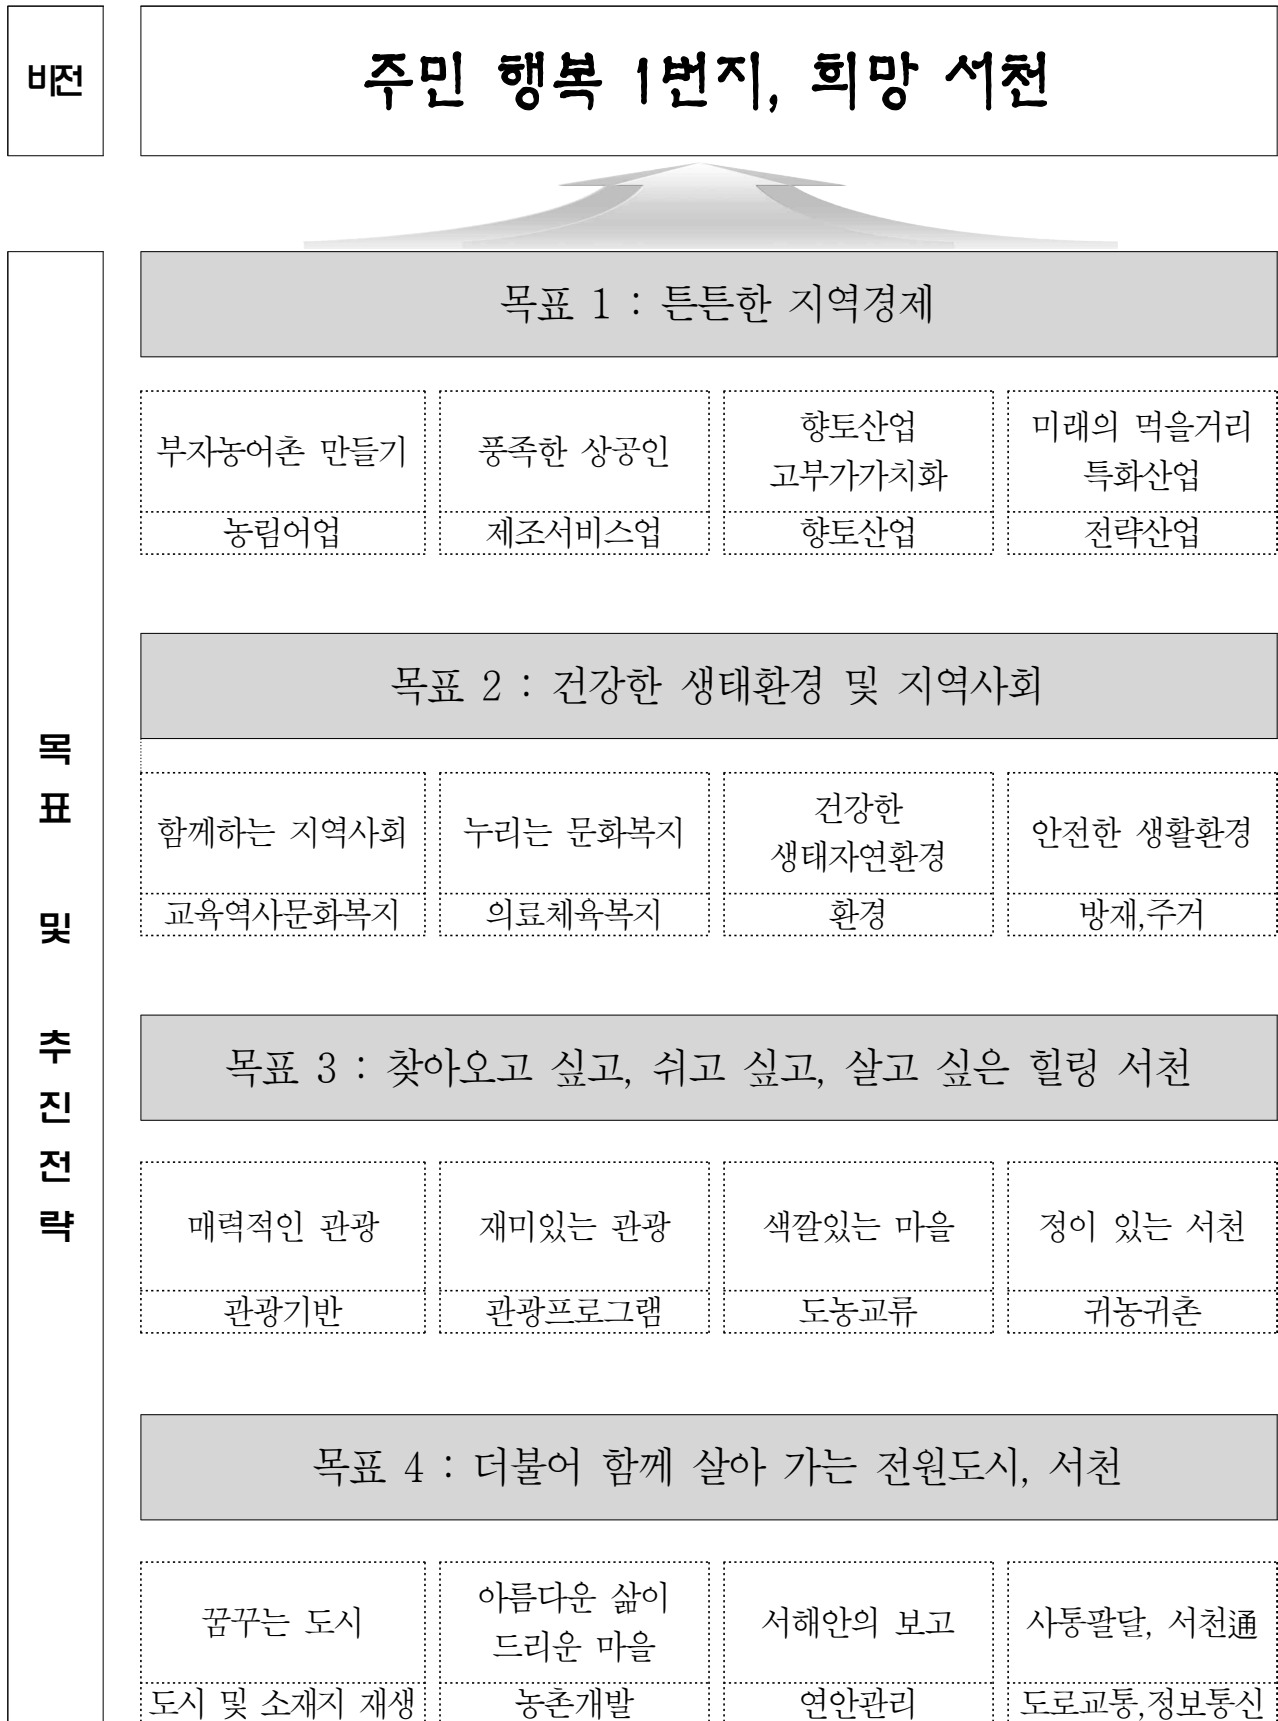 비전
주민 행복 1번지, 희망 서천
목표 및 추진전략
목표 1 : 튼튼한 지역경제
부자농어촌 만들기
농림어업
풍족한 상공인
제조서비스업
향토산업
고부가가치화
향토산업
미래의 먹을거리
특화산업
전략산업
목표 2 : 건강한 생태환경 및 지역사회
함께하는 지역사회
교육역사문화복지
누리는 문화복지
의료체육복지
건강한
생태자연환경
환경
안전한 생활환경
방재,주거
목표 3 : 찾아오고 싶고, 쉬고 싶고, 살고 싶은 힐링 서천
매력적인 관광
관광기반
재미있는 관광
관광프로그램
색깔있는 마을
도농교류
정이 있는 서천
귀농귀촌
목표 4 : 더불어 함께 살아 가는 전원도시, 서천
꿈꾸는 도시
도시 및 소재지 재생
아름다운 삶이
드리운 마을
농촌개발
서해안의 보고
연안관리
사통팔달, 서천通
도로교통,정보통신